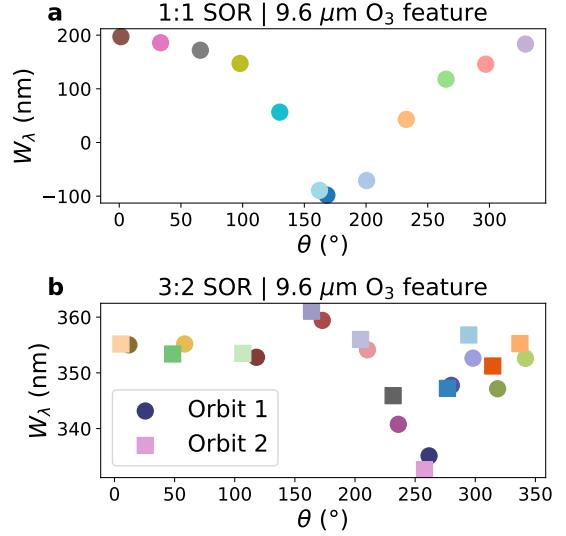 a 1:1 SOR | 9.6 μm O₃ feature
200
100
0
−100
W_λ (nm)
0 50 100 150 200 250 300
θ (°)
b 3:2 SOR | 9.6 μm O₃ feature
360
350
340
W_λ (nm)
Orbit 1
Orbit 2
0 50 100 150 200 250 300 350
θ (°)